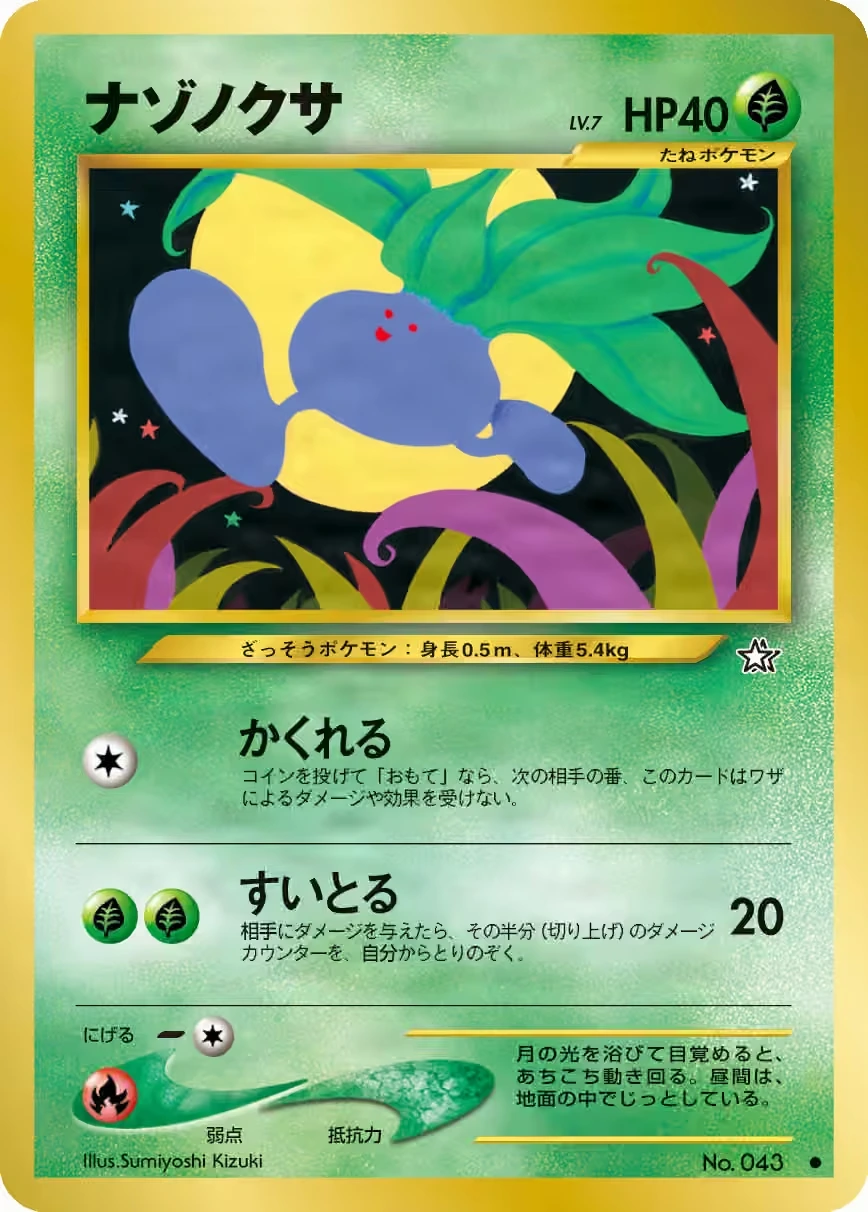 ナゾノクサ
LV.7 HP40
たねポケモン
ざっそうポケモン：身長0.5m、体重5.4kg
かくれる
コインを投げて「おもて」なら、次の相手の番、このカードはワザ
によるダメージや効果を受けない。
すいとる
20
相手にダメージを与えたら、その半分（切り上げ）のダメージ
カウンターを、自分からとりのぞく。
にげる
月の光を浴びて目覚めると、
あちこち動き回る。昼間は、
地面の中でじっとしている。
弱点 抵抗力
Illus.Sumiyoshi Kizuki
No. 043